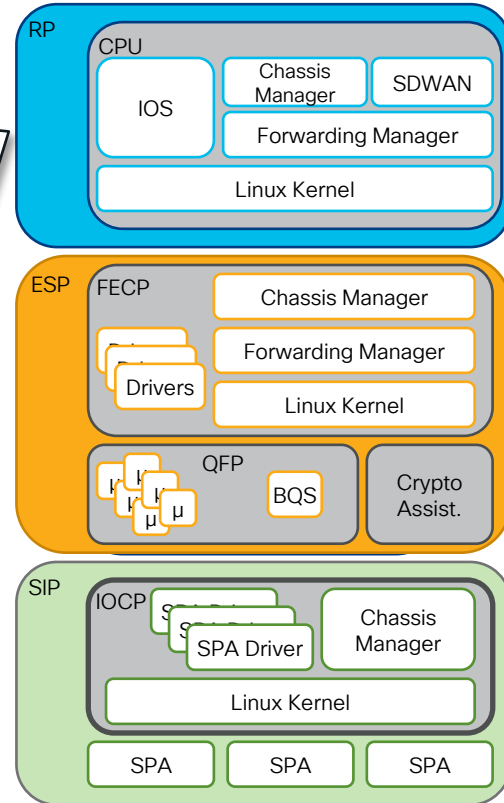 RP
CPU
IOS
Chassis
Manager
SDWAN
Forwarding Manager
Linux Kernel
ESP
FECP
Chassis Manager
Forwarding Manager
Drivers
Linux Kernel
QFP
μ
μ
μ
μ
μ
μ
BQS
Crypto
Assist.
SIP
IOCP
SPA Driver
Chassis
Manager
Linux Kernel
SPA
SPA
SPA